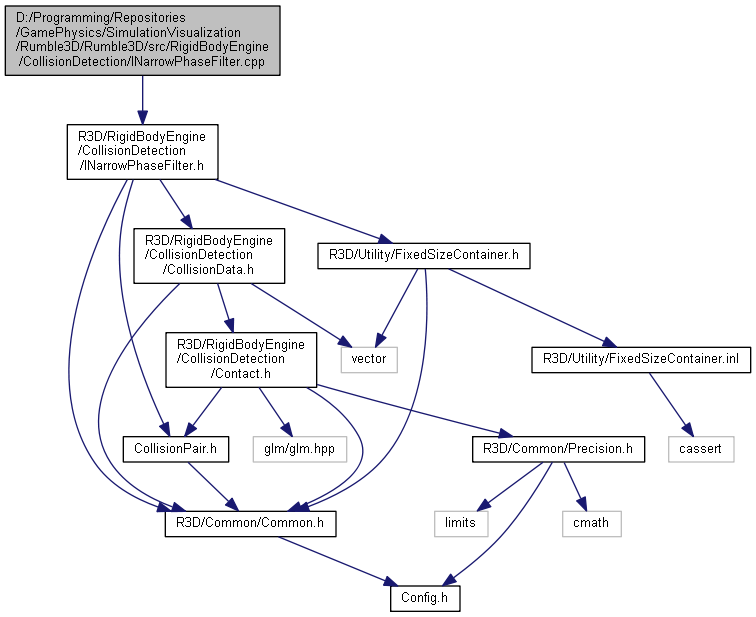 D:/Programming/Repositories
/GamePhysics/SimulationVisualization
/Rumble3D/Rumble3D/src/RigidBodyEngine
/CollisionDetection/INarrowPhaseFilter.cpp
R3D/RigidBodyEngine
/CollisionDetection
/INarrowPhaseFilter.h
R3D/RigidBodyEngine
/CollisionDetection
/CollisionData.h
R3D/Utility/FixedSizeContainer.h
R3D/RigidBodyEngine
/CollisionDetection
/Contact.h
vector
R3D/Utility/FixedSizeContainer.inl
CollisionPair.h
glm/glm.hpp
R3D/Common/Precision.h
cassert
R3D/Common/Common.h
limits
cmath
Config.h